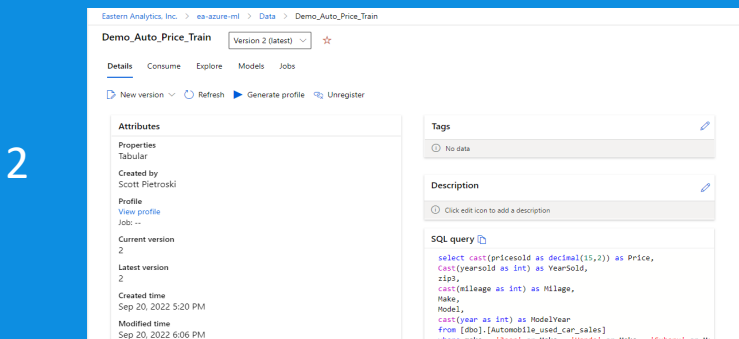 Eastern Analytics, Inc. > ea-azure-ml > Data > Demo_Auto_Price_Train
Demo_Auto_Price_Train Version 2 (latest)
Details Consume Explore Models Jobs
New version Refresh Generate profile Unregister
2
Attributes
Properties
Tabular
Created by
Scott Pietroski
Profile
View profile
Job: --
Current version
2
Latest version
2
Created time
Sep 20, 2022 5:20 PM
Modified time
Sep 20, 2022 6:06 PM
Tags
No data
Description
Click edit icon to add a description
SQL query
select cast(pricesold as decimal(15,2)) as Price,
Cast(yearsold as int) as YearSold,
zip3,
cast(mileage as int) as Milage,
Make,
Model,
cast(year as int) as ModelYear
from [dbo].[Automobile_used_car_sales]